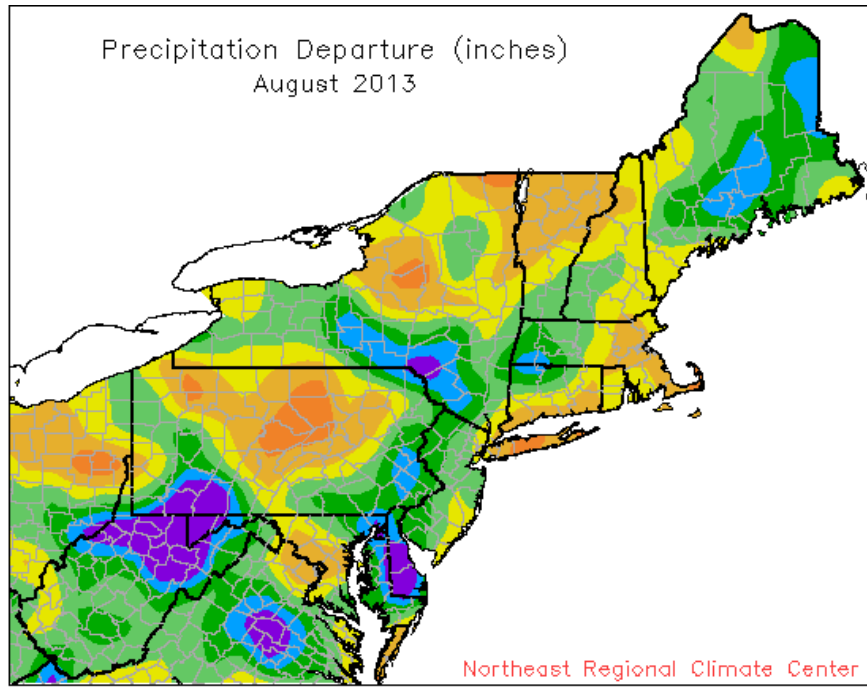 Precipitation Departure (inches)
August 2013
Northeast Regional Climate Center